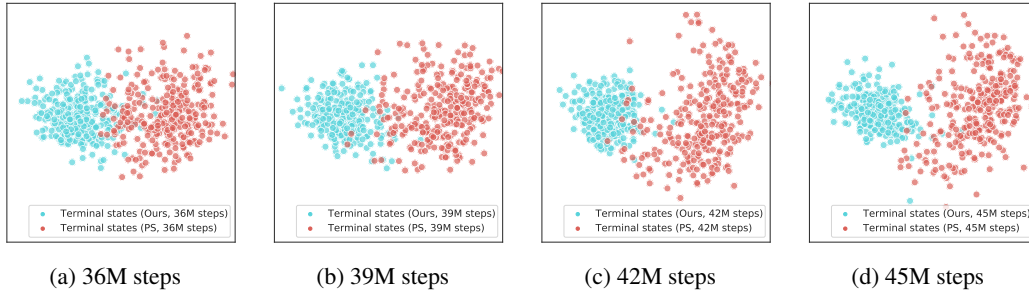 Terminal states (Ours, 36M steps)
Terminal states (PS, 36M steps)
(a) 36M steps
Terminal states (Ours, 39M steps)
Terminal states (PS, 39M steps)
(b) 39M steps
Terminal states (Ours, 42M steps)
Terminal states (PS, 42M steps)
(c) 42M steps
Terminal states (Ours, 45M steps)
Terminal states (PS, 45M steps)
(d) 45M steps